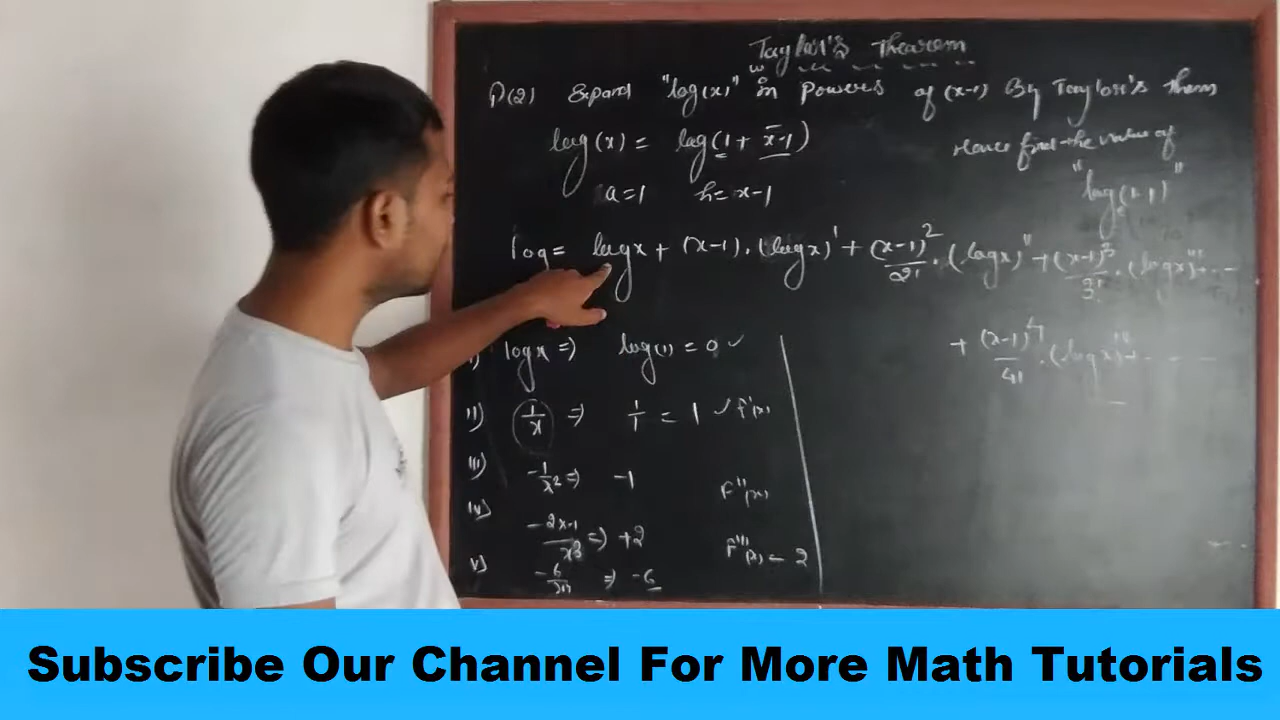 Taylor's Theorem
P(2) Expand "log(x)" in Powers of (x-1) By Taylor's them
Hence find the value of
log(x) = log(1 + x-1)
"log(1.1)"
a=1 h= x-1
log = logx + (x-1).(logx)' + (x-1)²/2! . (logx)'' + (x-1)³/3! . (logx)''' ...
+ (x-1)⁴/4! . (logx)'''' + - - - -
i) logx => log(1) = 0 ✓
ii) 1/x => 1/1 = 1 ✓ f'(x)
iii) -1/x² => -1 F''(x)
iv) -2x-1/x³ => +2 F'''(x) = 2
v) => -6
Subscribe Our Channel For More Math Tutorials